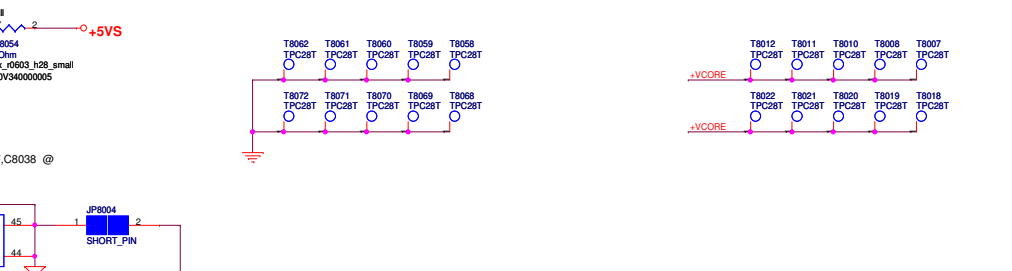 2
+5VS
8054
Ohm
r0603_h28_small
0V340000005
T8062 T8061 T8060 T8059 T8058
TPC28T TPC28T TPC28T TPC28T TPC28T
T8072 T8071 T8070 T8069 T8068
TPC28T TPC28T TPC28T TPC28T TPC28T
T8012 T8011 T8010 T8008 T8007
TPC28T TPC28T TPC28T TPC28T TPC28T
+VCORE
T8022 T8021 T8020 T8019 T8018
TPC28T TPC28T TPC28T TPC28T TPC28T
+VCORE
,C8038 @
JP8004
45 1 2
SHORT_PIN
44